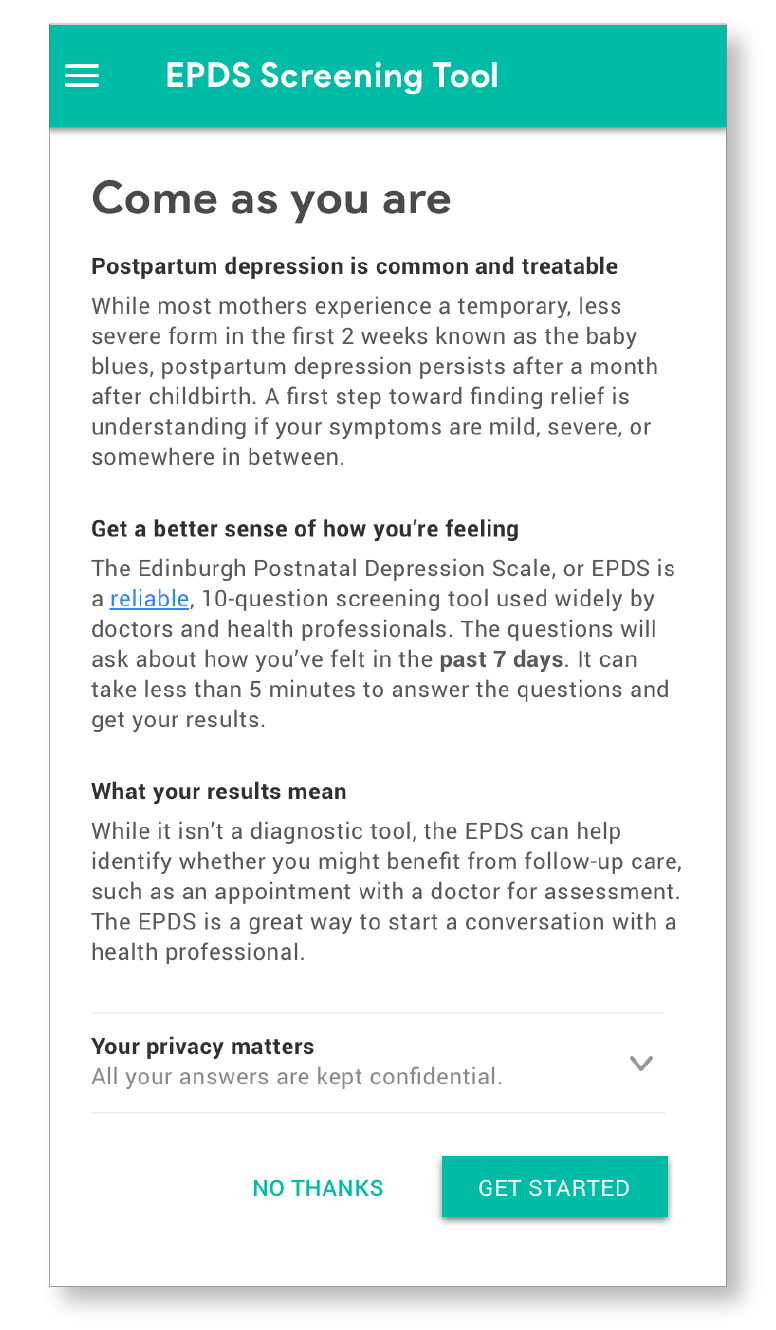 EPDS Screening Tool
Come as you are
Postpartum depression is common and treatable
While most mothers experience a temporary, less
severe form in the first 2 weeks known as the baby
blues, postpartum depression persists after a month
after childbirth. A first step toward finding relief is
understanding if your symptoms are mild, severe, or
somewhere in between.
Get a better sense of how you're feeling
The Edinburgh Postnatal Depression Scale, or EPDS is
a reliable, 10-question screening tool used widely by
doctors and health professionals. The questions will
ask about how you've felt in the past 7 days. It can
take less than 5 minutes to answer the questions and
get your results.
What your results mean
While it isn't a diagnostic tool, the EPDS can help
identify whether you might benefit from follow-up care,
such as an appointment with a doctor for assessment.
The EPDS is a great way to start a conversation with a
health professional.
Your privacy matters
All your answers are kept confidential.
NO THANKS GET STARTED